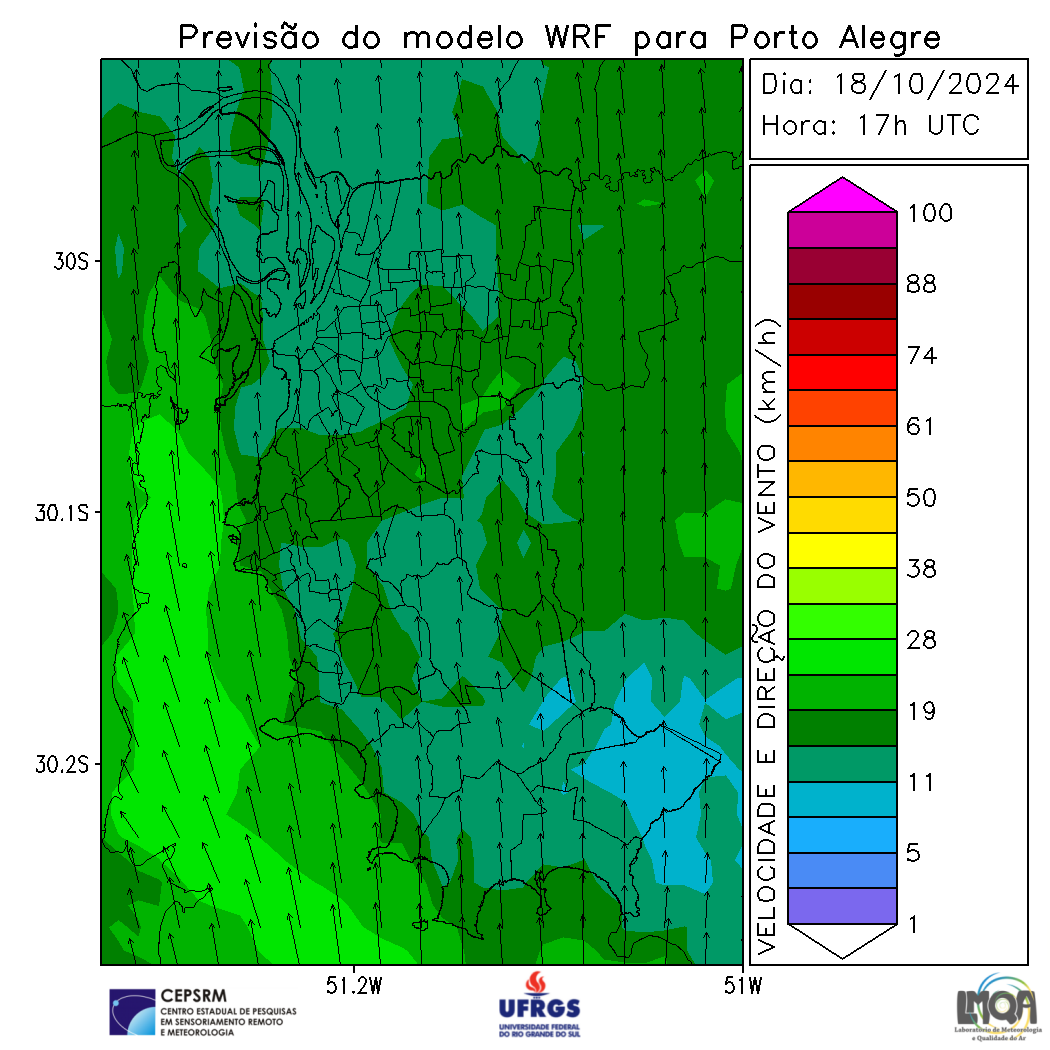 Previsão do modelo WRF para Porto Alegre
Dia: 18/10/2024
Hora: 17h UTC
30S
30.1S
30.2S
51.2W
51W
VELOCIDADE E DIREÇÃO DO VENTO (km/h)
100
88
74
61
50
38
28
19
11
5
1
CEPSRM
CENTRO ESTADUAL DE PESQUISAS
EM SENSORIAMENTO REMOTO
E METEOROLOGIA
UFRGS
UNIVERSIDADE FEDERAL
DO RIO GRANDE DO SUL
LMQA
Laboratório de Meteorologia
e Qualidade do Ar